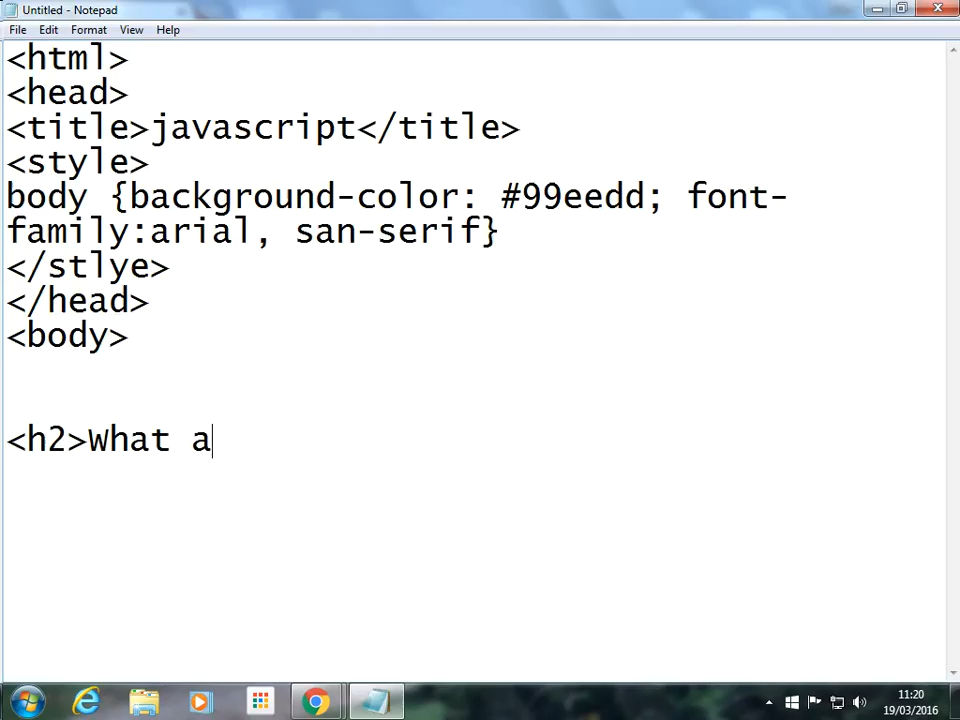 Untitled - Notepad
File Edit Format View Help
<html>
<head>
<title>javascript</title>
<style>
body {background-color: #99eedd; font-
family:arial, san-serif}
</stlye>
</head>
<body>
<h2>What a
11:20
19/03/2016